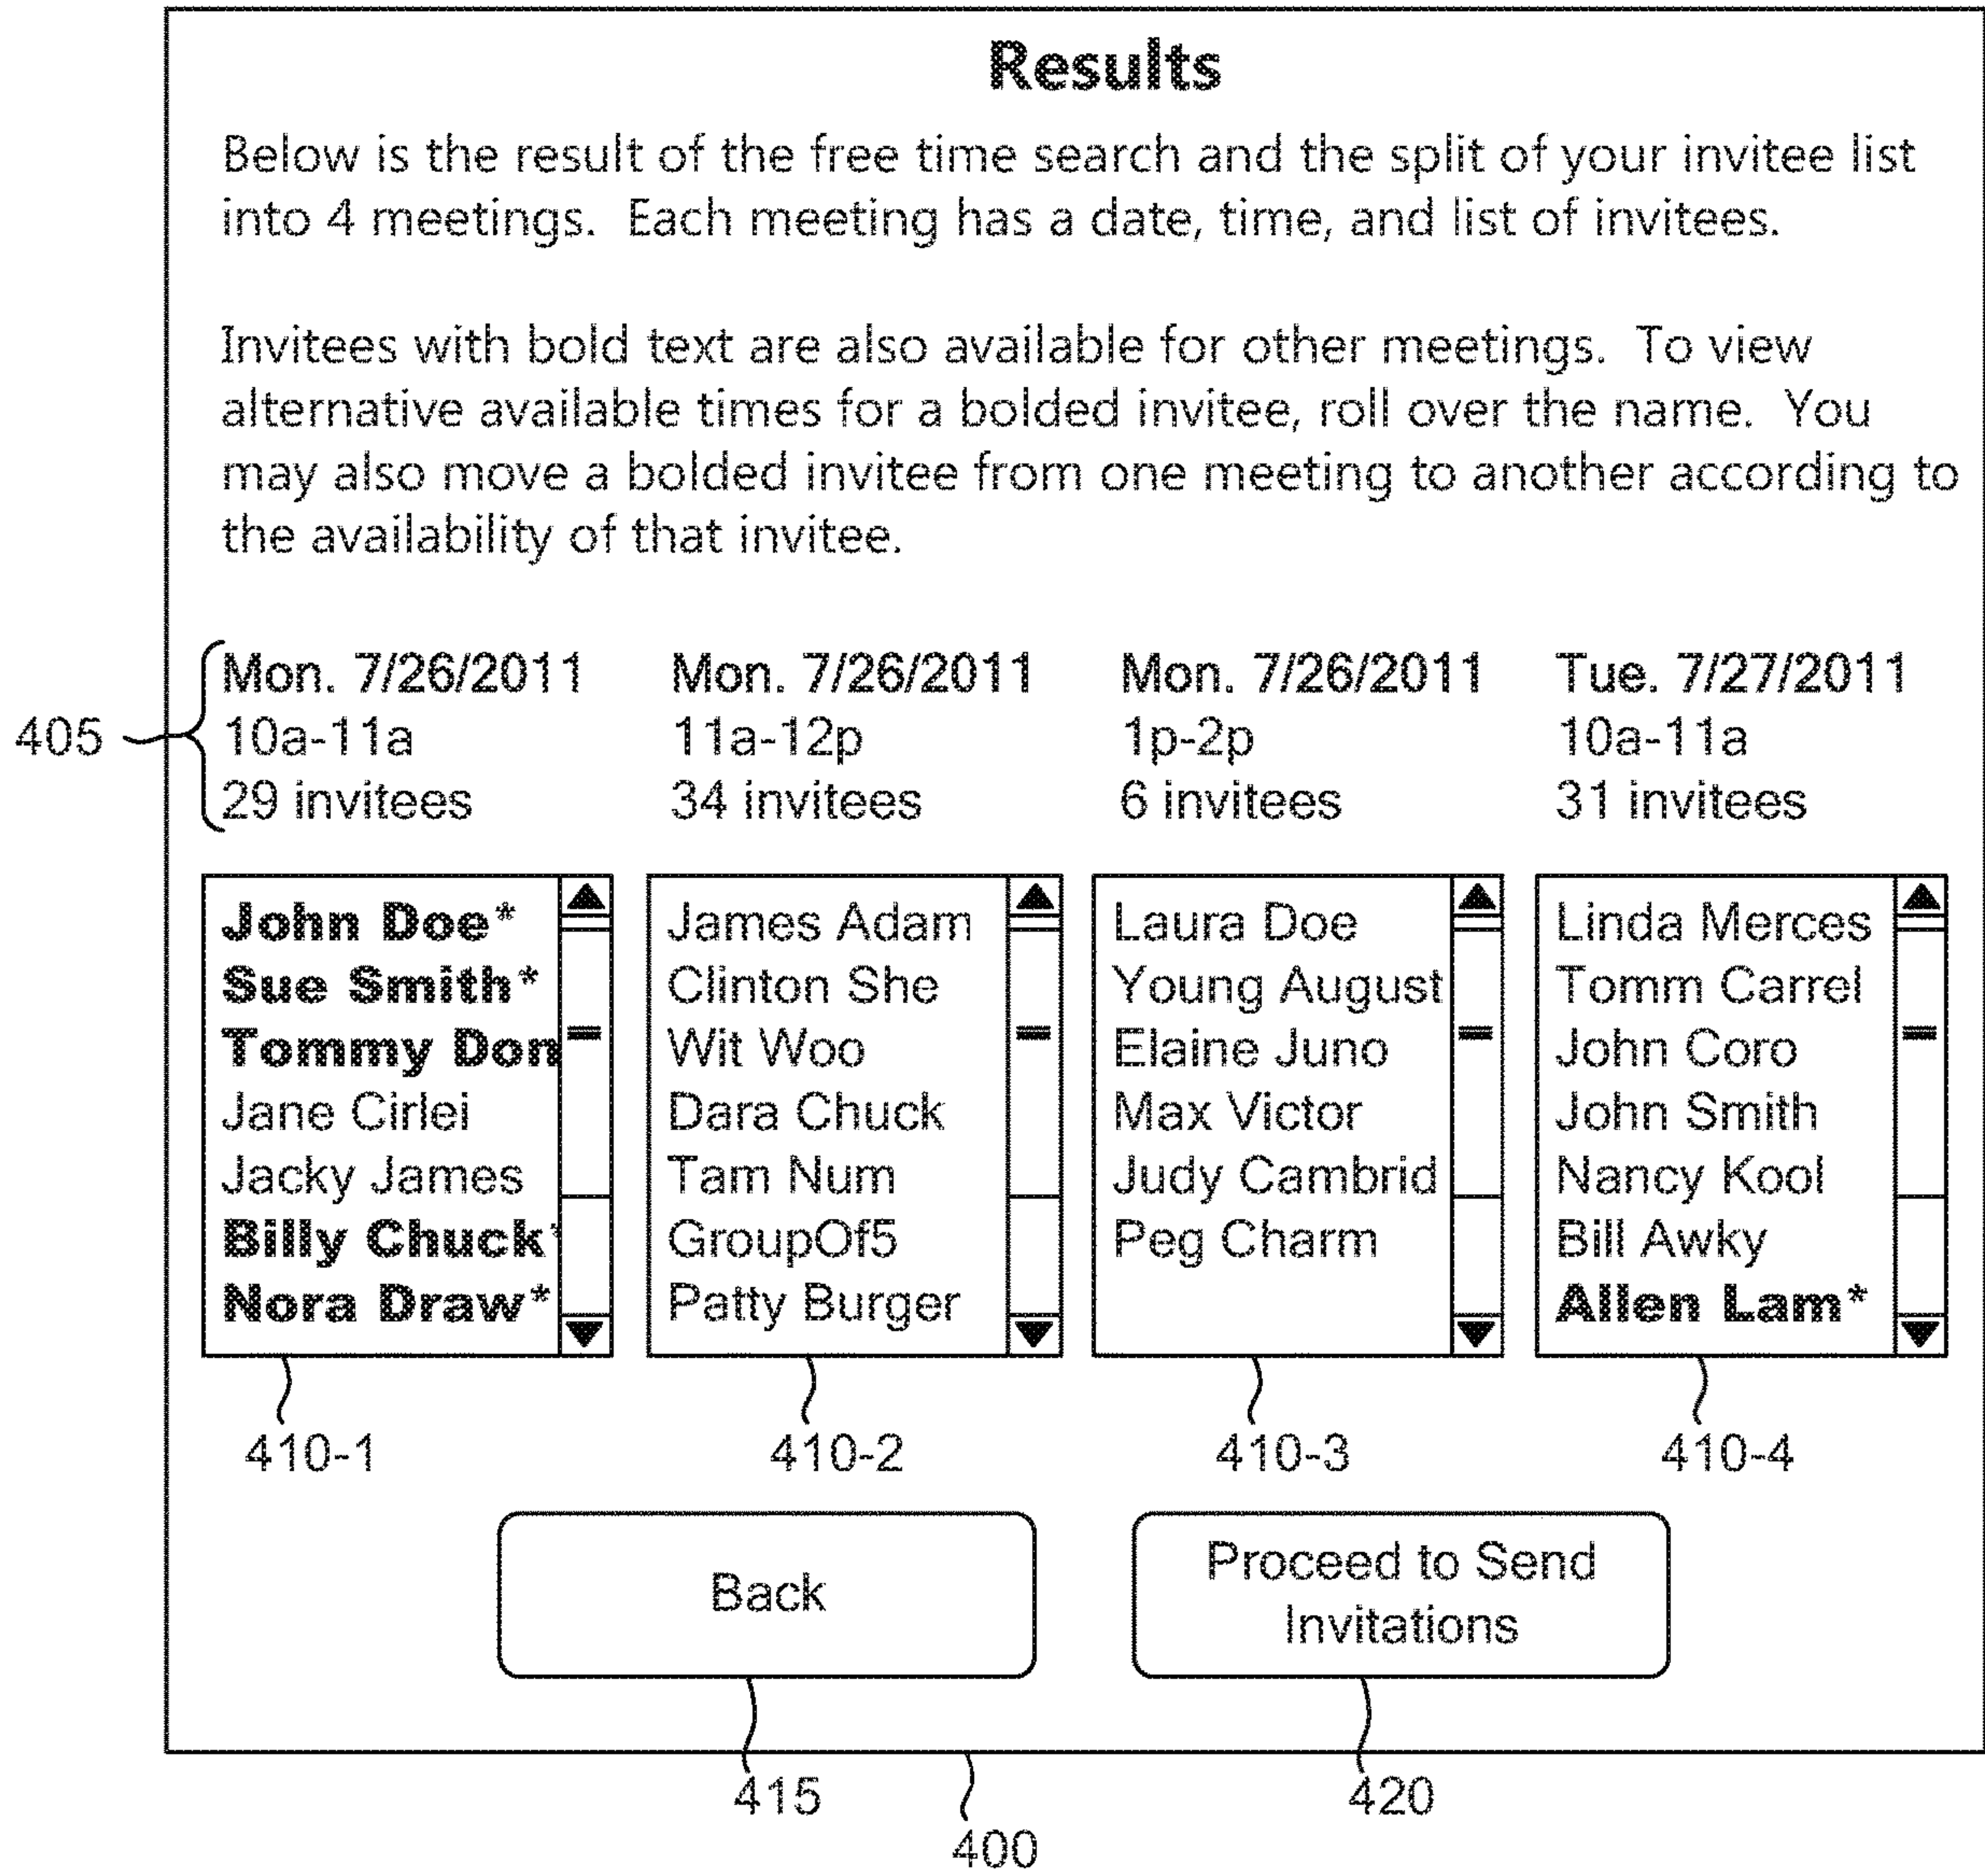 Results
Below is the result of the free time search and the split of your invitee list
into 4 meetings. Each meeting has a date, time, and list of invitees.
Invitees with bold text are also available for other meetings. To view
alternative available times for a bolded invitee, roll over the name. You
may also move a bolded invitee from one meeting to another according to
the availability of that invitee.
405
Mon. 7/26/2011
10a-11a
29 invitees
Mon. 7/26/2011
11a-12p
34 invitees
Mon. 7/26/2011
1p-2p
6 invitees
Tue. 7/27/2011
10a-11a
31 invitees
John Doe*
Sue Smith*
Tommy Don
Jane Cirlei
Jacky James
Billy Chuck*
Nora Draw*
James Adam
Clinton She
Wit Woo
Dara Chuck
Tam Num
GroupOf5
Patty Burger
Laura Doe
Young August
Elaine Juno
Max Victor
Judy Cambrid
Peg Charm
Linda Merces
Tomm Carrel
John Coro
John Smith
Nancy Kool
Bill Awky
Allen Lam*
410-1
410-2
410-3
410-4
Back
Proceed to Send
Invitations
415
420
400